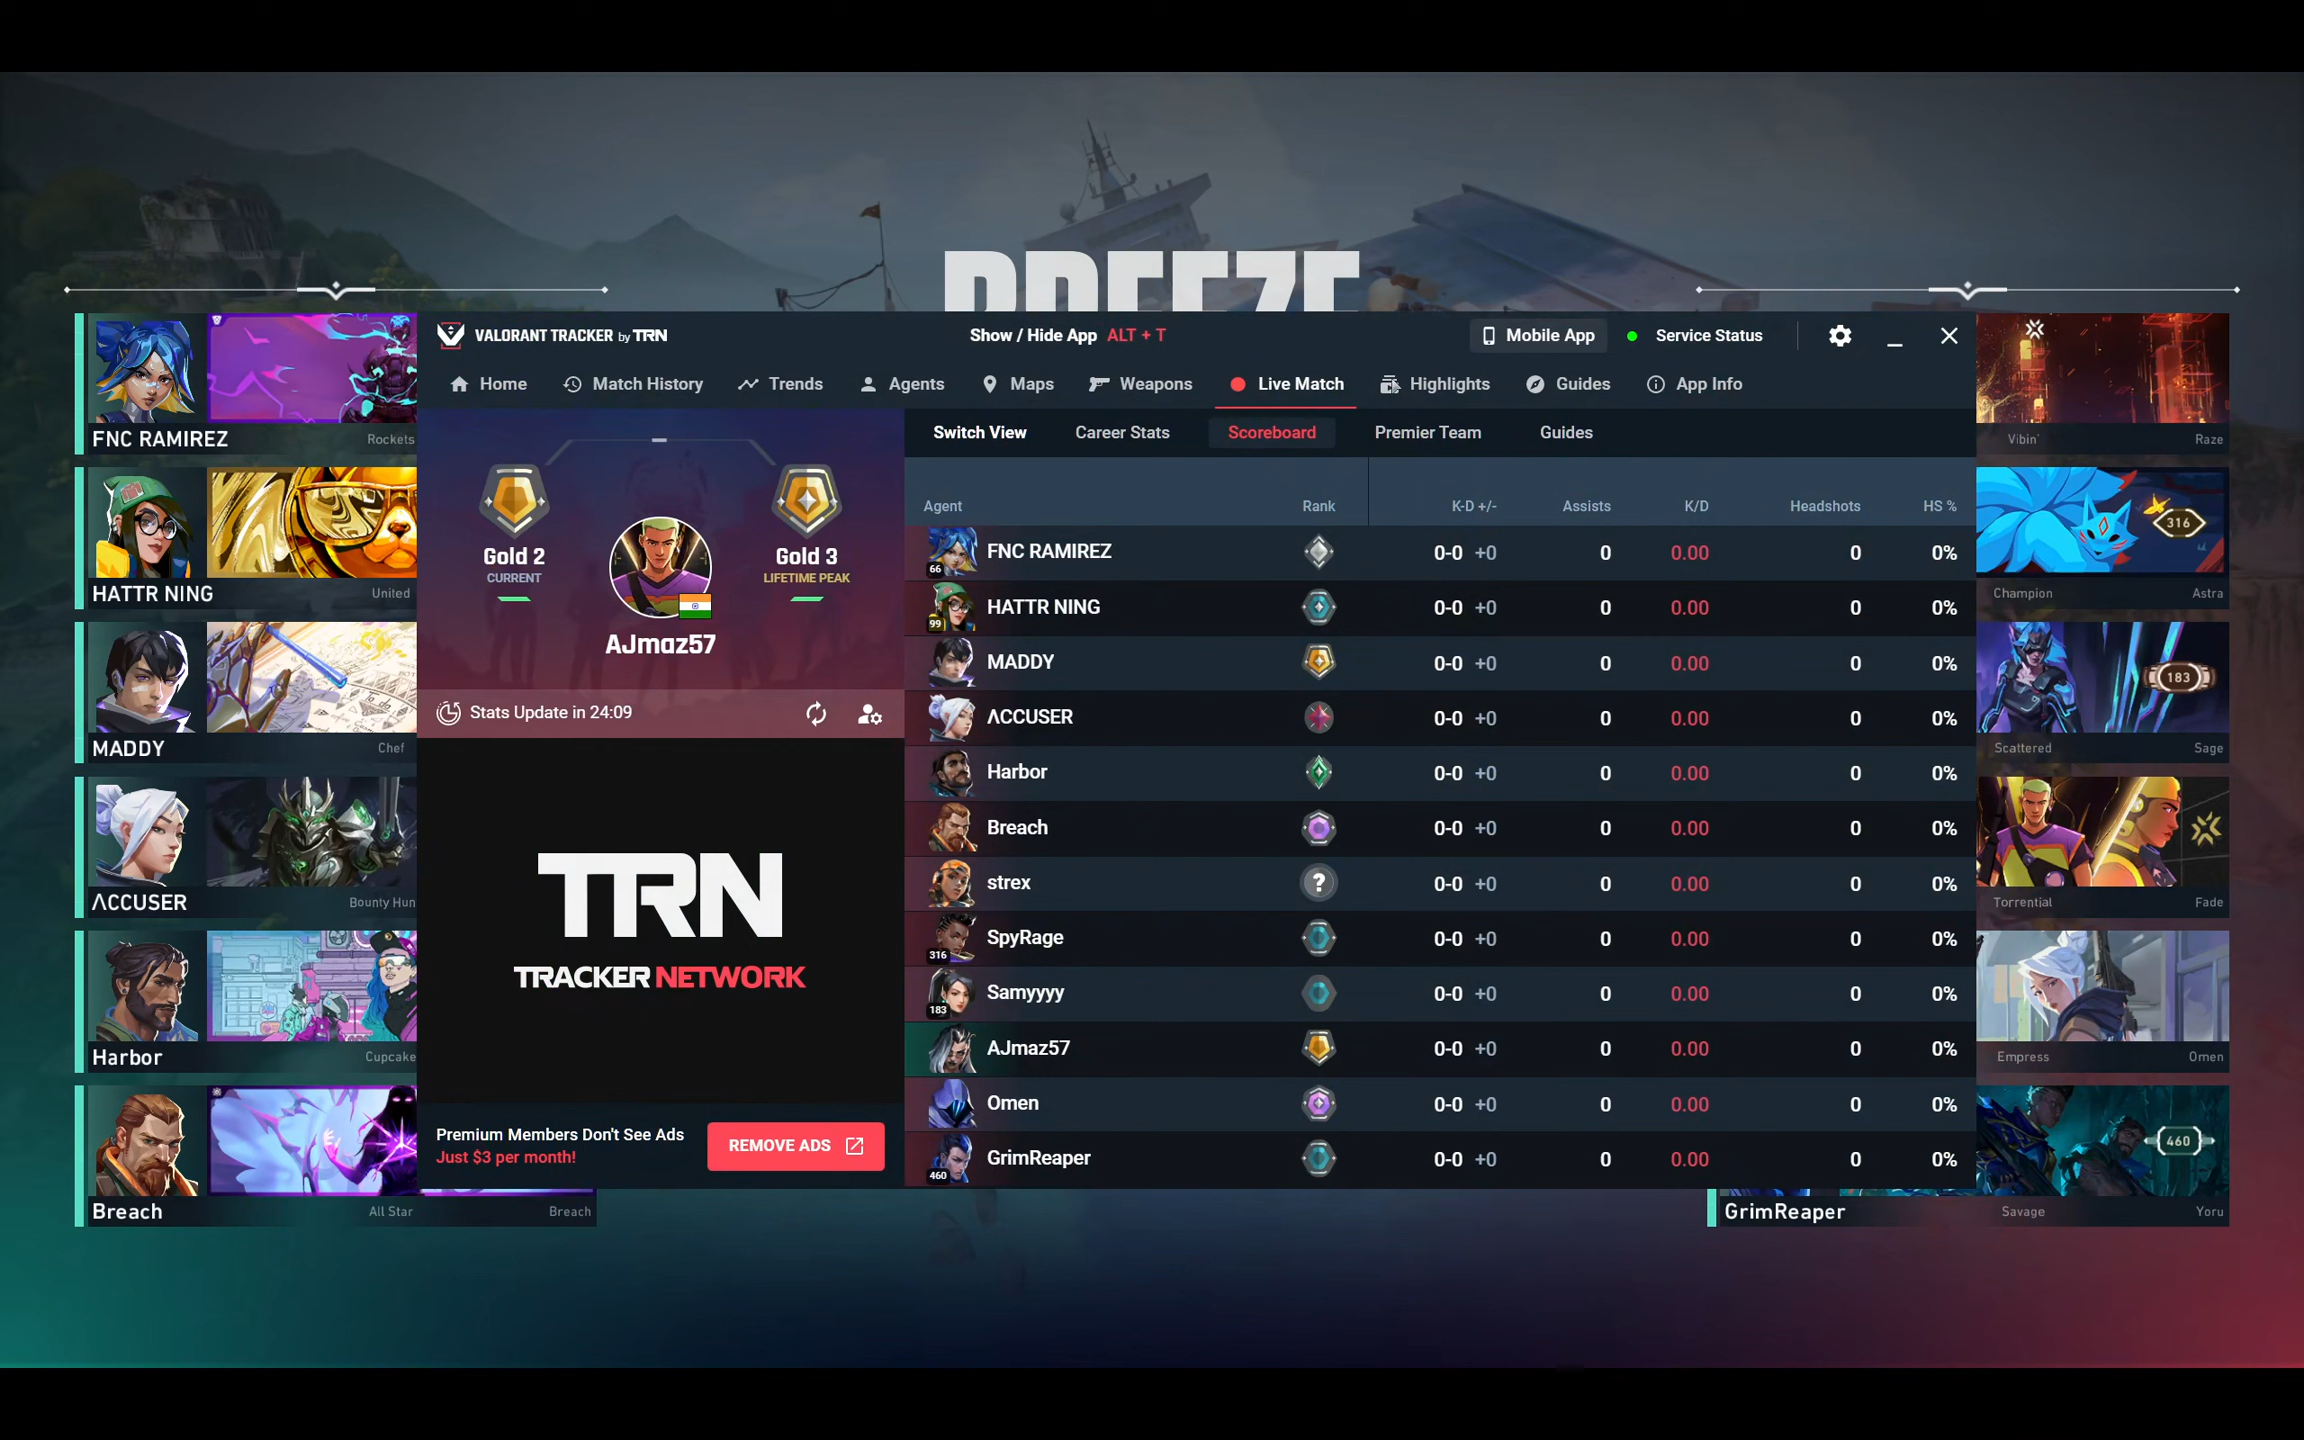 BREEZE
VALORANT TRACKER by TRN
Show / Hide App ALT + T
Mobile App
Service Status
Home
Match History
Trends
Agents
Maps
Weapons
Live Match
Highlights
Guides
App Info
Switch View
Career Stats
Scoreboard
Premier Team
Guides
Gold 2
CURRENT
Gold 3
LIFETIME PEAK
AJmaz57
Stats Update in 24:09
TRN
TRACKER NETWORK
Premium Members Don't See Ads
Just $3 per month!
REMOVE ADS
Agent Rank K-D +/- Assists K/D Headshots HS %
66 FNC RAMIREZ 0-0 +0 0 0.00 0 0%
99 HATTR NING 0-0 +0 0 0.00 0 0%
MADDY 0-0 +0 0 0.00 0 0%
ΛCCUSER 0-0 +0 0 0.00 0 0%
Harbor 0-0 +0 0 0.00 0 0%
Breach 0-0 +0 0 0.00 0 0%
strex ? 0-0 +0 0 0.00 0 0%
316 SpyRage 0-0 +0 0 0.00 0 0%
183 Samyyyy 0-0 +0 0 0.00 0 0%
AJmaz57 0-0 +0 0 0.00 0 0%
Omen 0-0 +0 0 0.00 0 0%
460 GrimReaper 0-0 +0 0 0.00 0 0%
FNC RAMIREZ Rockets
HATTR NING United
MADDY Chef
ΛCCUSER Bounty Hun
Harbor Cupcake
Breach All Star Breach
Vibin' Raze
316
Champion Astra
183
Scattered Sage
Torrential Fade
Empress Omen
460
GrimReaper Savage Yoru